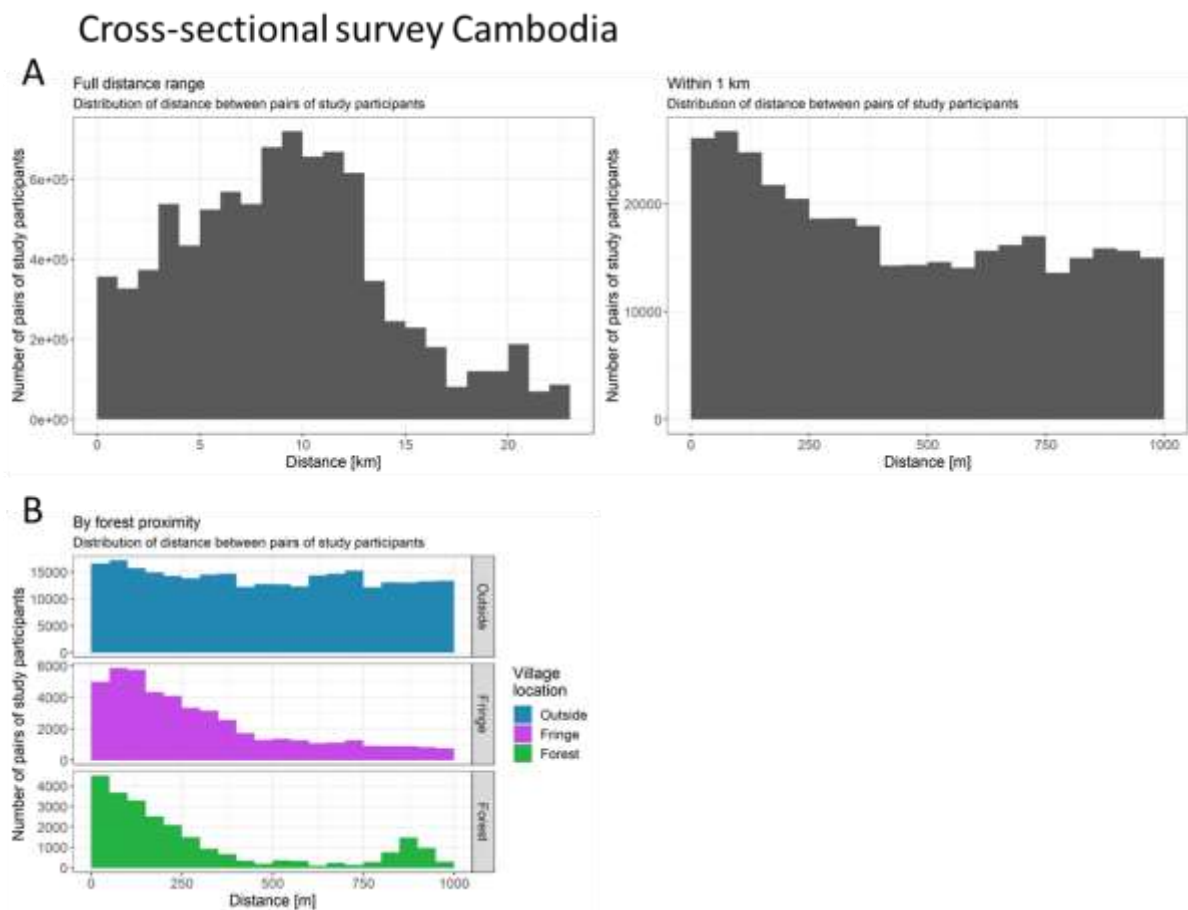 Cross-sectional survey Cambodia
A
Full distance range
Distribution of distance between pairs of study participants
Number of pairs of study participants
6e+05
4e+05
2e+05
0e+00
0 5 10 15 20
Distance [km]
Within 1 km
Distribution of distance between pairs of study participants
Number of pairs of study participants
20000
10000
0
0 250 500 750 1000
Distance [m]
B
By forest proximity
Distribution of distance between pairs of study participants
Number of pairs of study participants
15000
10000
5000
0
Outside
6000
4000
2000
0
Fringe
4000
3000
2000
1000
0
Forest
0 250 500 750 1000
Distance [m]
Village
location
Outside
Fringe
Forest